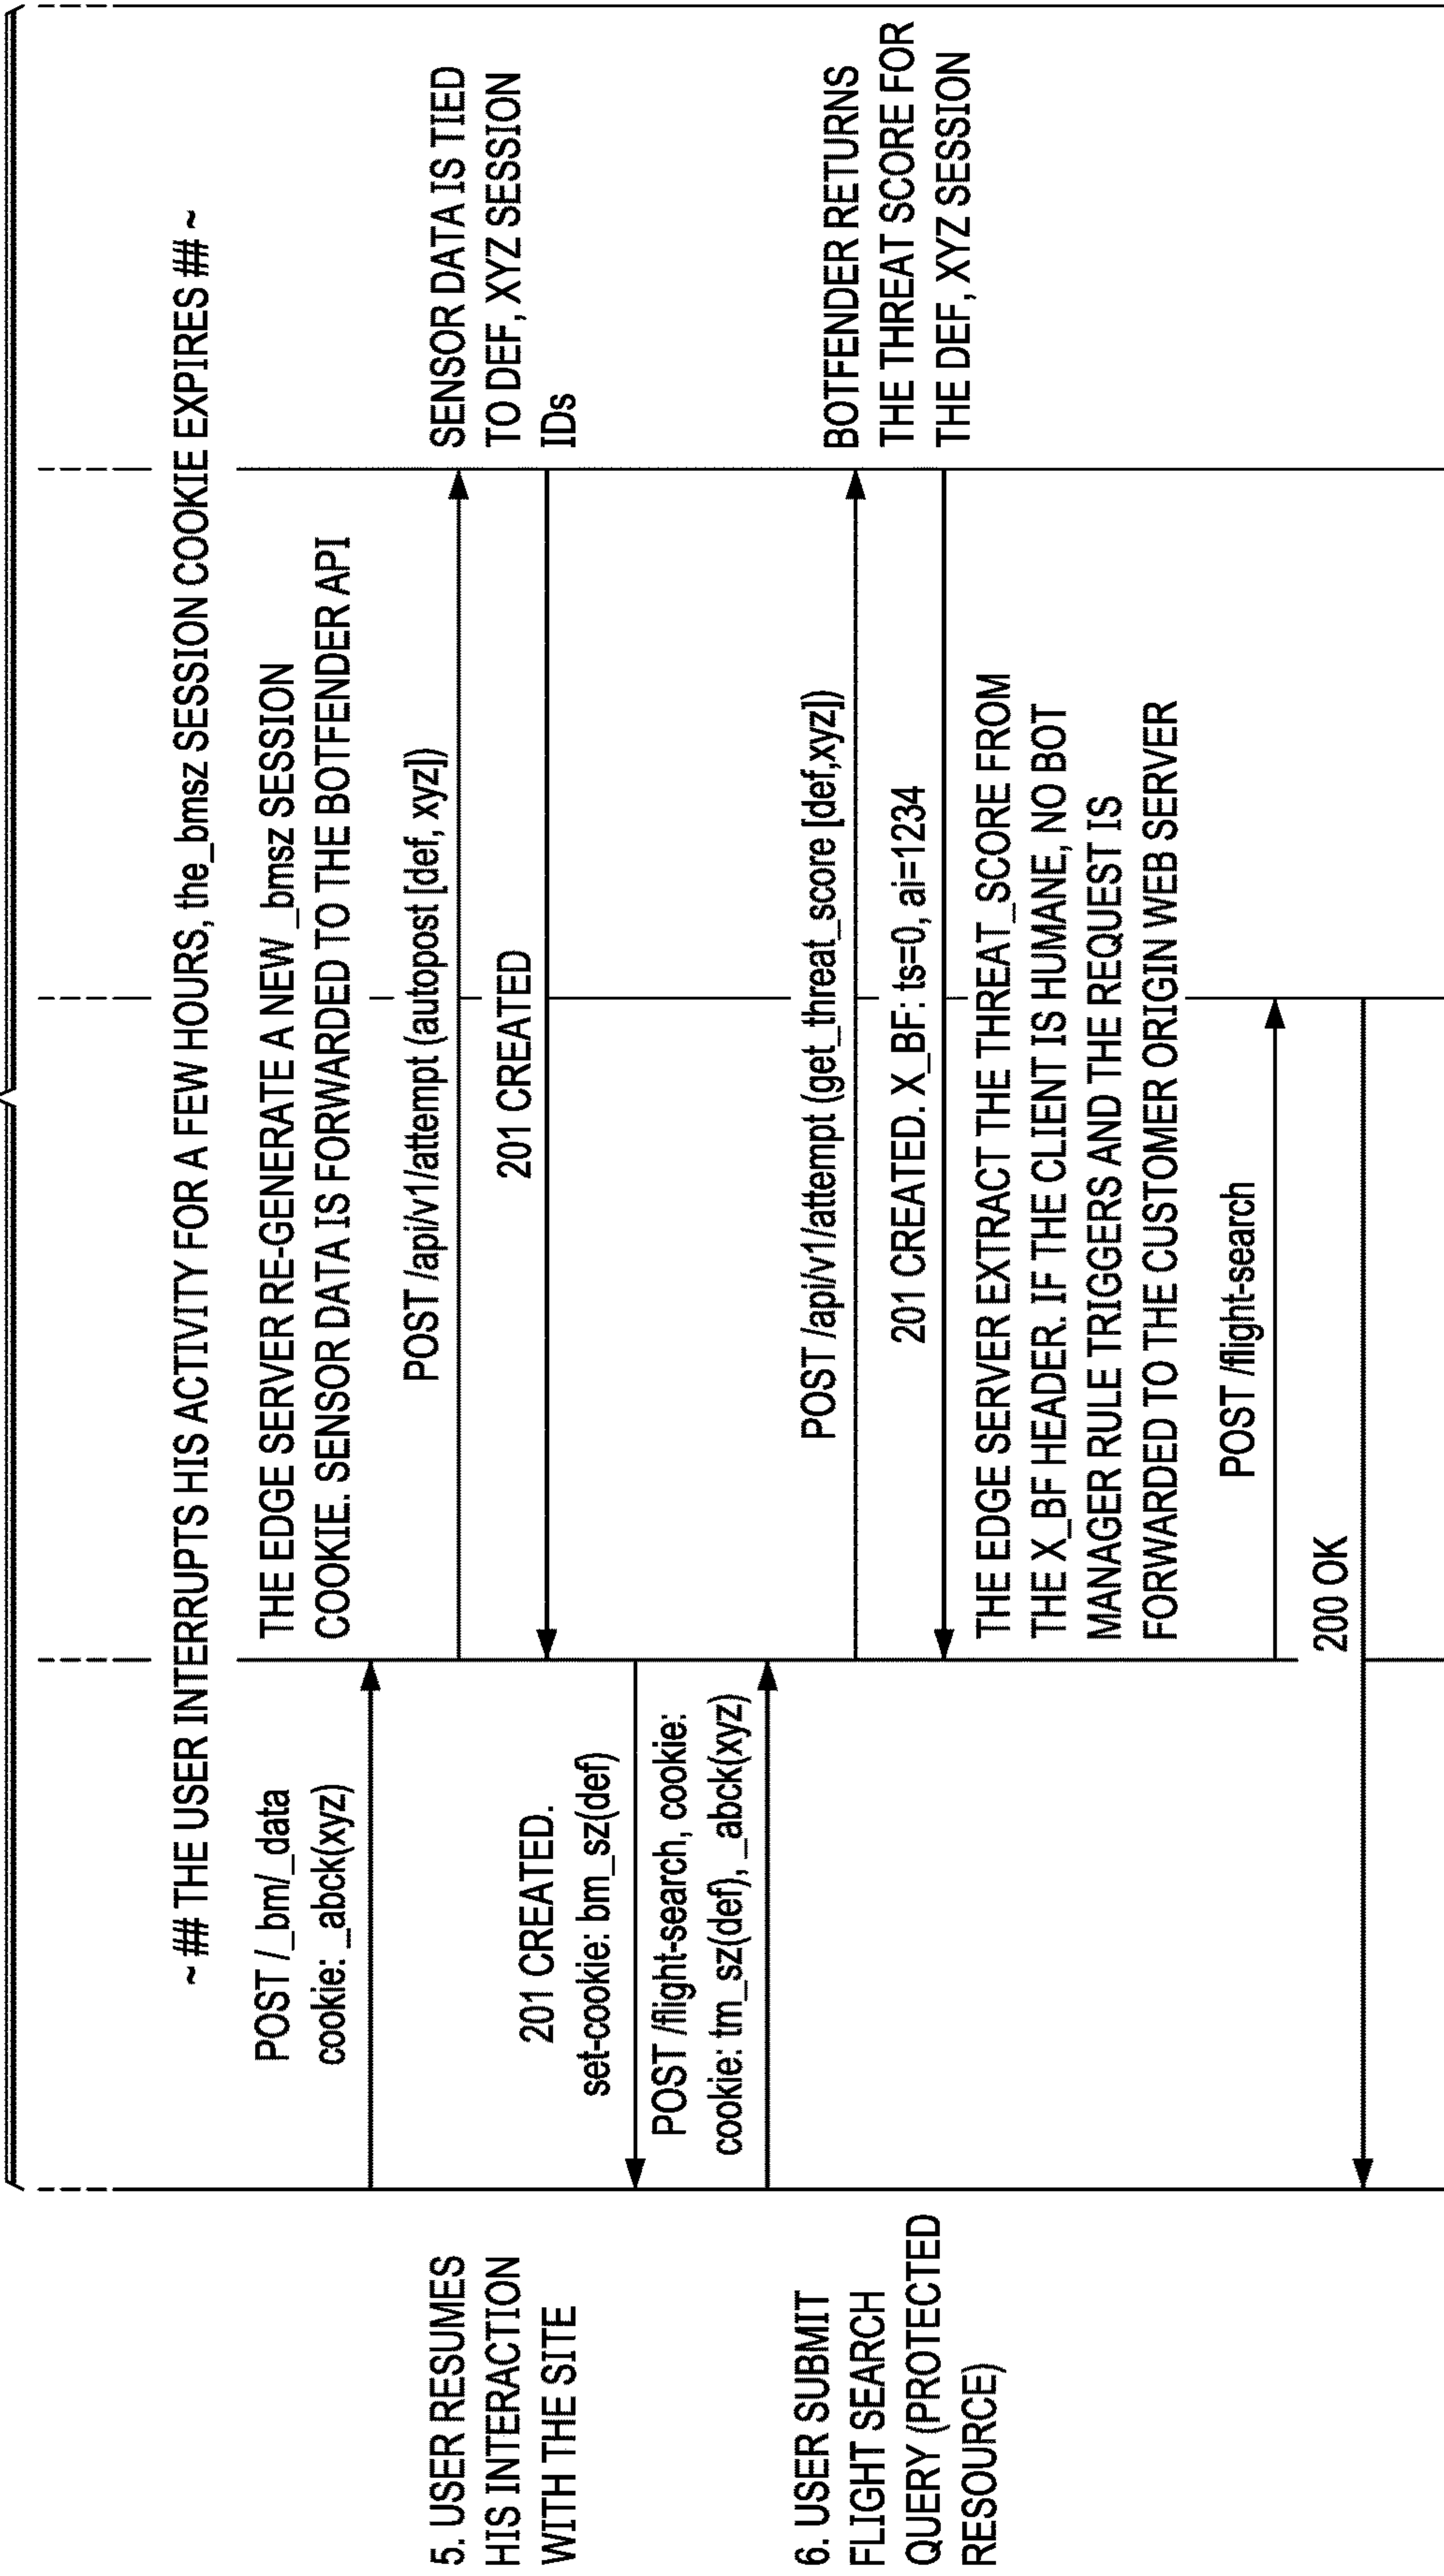 ~ ## THE USER INTERRUPTS HIS ACTIVITY FOR A FEW HOURS, the_bmsz SESSION COOKIE EXPIRES ## ~
5. USER RESUMES
HIS INTERACTION
WITH THE SITE
POST /_bm/_data
cookie: _abck(xyz)
THE EDGE SERVER RE-GENERATE A NEW _bmsz SESSION
COOKIE. SENSOR DATA IS FORWARDED TO THE BOTFENDER API
POST /api/v1/attempt (autopost [def, xyz])
SENSOR DATA IS TIED
TO DEF, XYZ SESSION
IDs
201 CREATED
201 CREATED.
set-cookie: bm_sz(def)
6. USER SUBMIT
FLIGHT SEARCH
QUERY (PROTECTED
RESOURCE)
POST /flight-search, cookie:
cookie: tm_sz(def), _abck(xyz)
POST /api/v1/attempt (get_threat_score [def,xyz])
BOTFENDER RETURNS
THE THREAT SCORE FOR
THE DEF, XYZ SESSION
201 CREATED. X_BF: ts=0, ai=1234
THE EDGE SERVER EXTRACT THE THREAT_SCORE FROM
THE X_BF HEADER. IF THE CLIENT IS HUMANE, NO BOT
MANAGER RULE TRIGGERS AND THE REQUEST IS
FORWARDED TO THE CUSTOMER ORIGIN WEB SERVER
POST /flight-search
200 OK